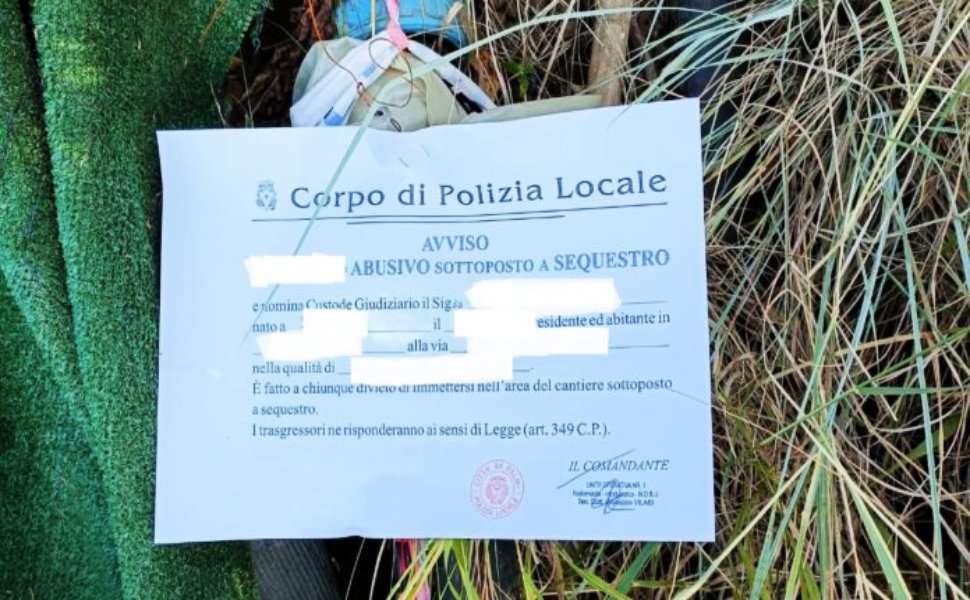 Corpo di Polizia Locale
AVVISO
ABUSIVO SOTTOPOSTO A SEQUESTRO
e nomina Custode Giudiziario il Sig.
nato a il residente ed abitante in
alla via
nella qualità di
È fatto a chiunque divieto di immettersi nell'area del cantiere sottoposto
a sequestro.
I trasgressori ne risponderanno ai sensi di Legge (art. 349 C.P.).
IL COMANDANTE